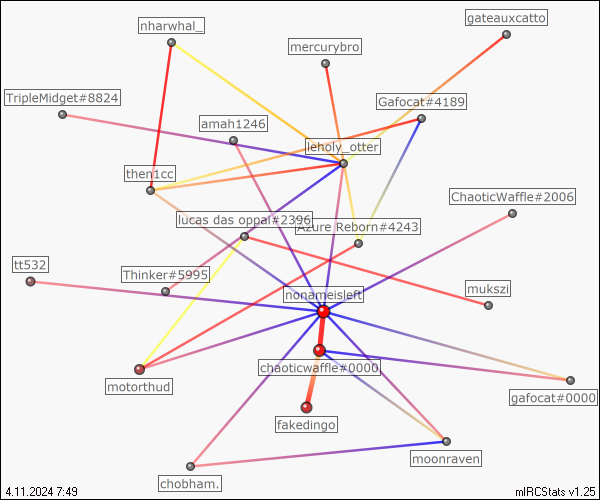 gateauxcatto
nharwhal_
mercurybro
TripleMidget#8824
Gafocat#4189
amah1246
leholy_otter
then1cc
ChaoticWaffle#2006
lucas das oppai#2396
Azure Reborn#4243
tt532
Thinker#5995
mukszi
nonameisleft
chaoticwaffle#0000
motorthud
gafocat#0000
fakedingo
moonraven
chobham.
4.11.2024 7:49
mIRCStats v1.25